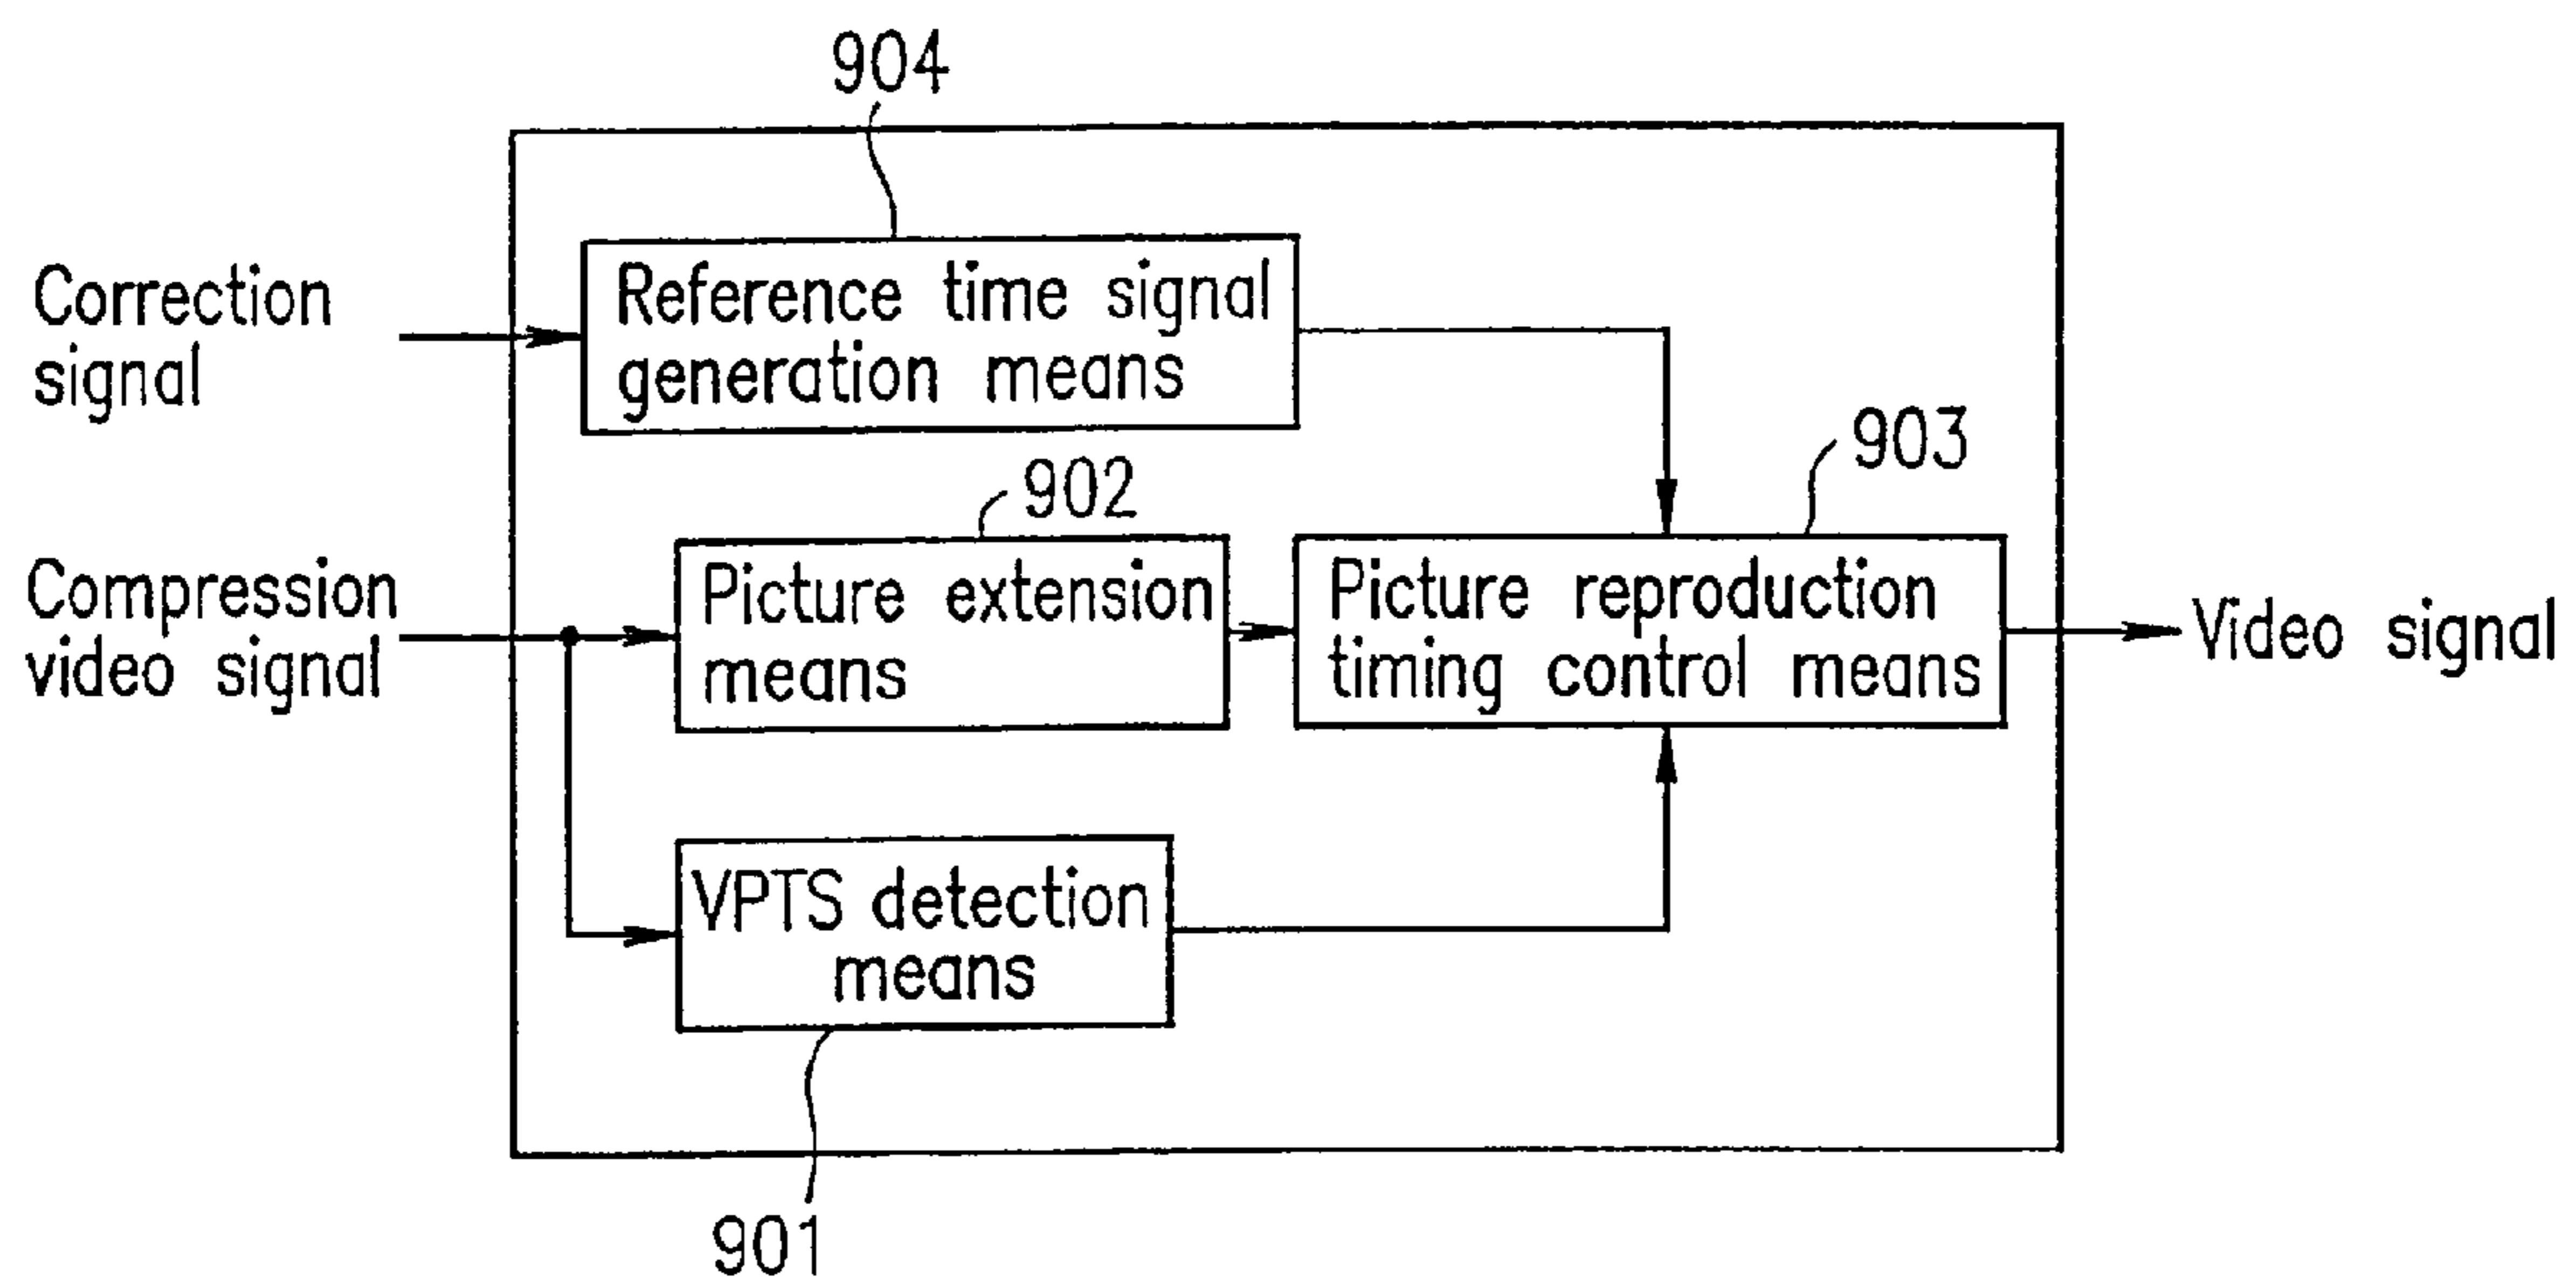 904
Correction
signal
Reference time signal
generation means
903
902
Compression
video signal
Picture extension
means
Picture reproduction
timing control means
Video signal
VPTS detection
means
901